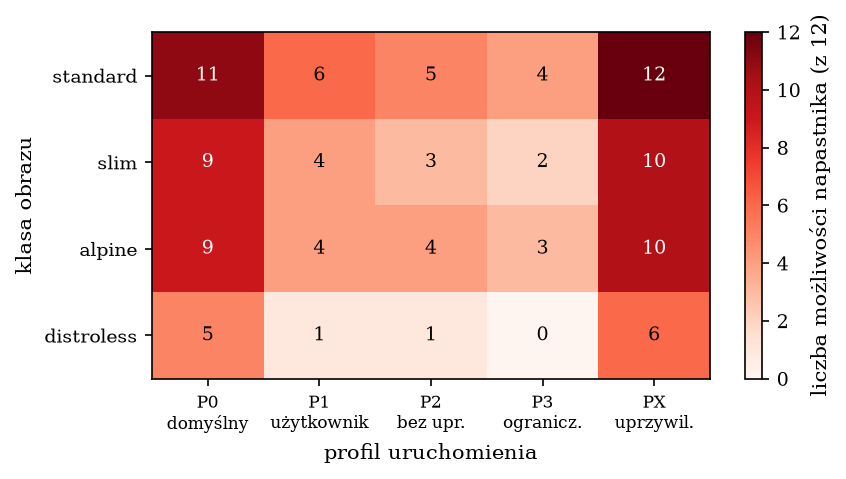 standard 11 6 5 4 12
slim 9 4 3 2 10
alpine 9 4 4 3 10
distroless 5 1 1 0 6
P0 P1 P2 P3 PX
domyślny użytkownik bez upr. ogranicz. uprzywil.
profil uruchomienia
klasa obrazu
12
10
8
6
4
2
0
liczba możliwości napastnika (z 12)